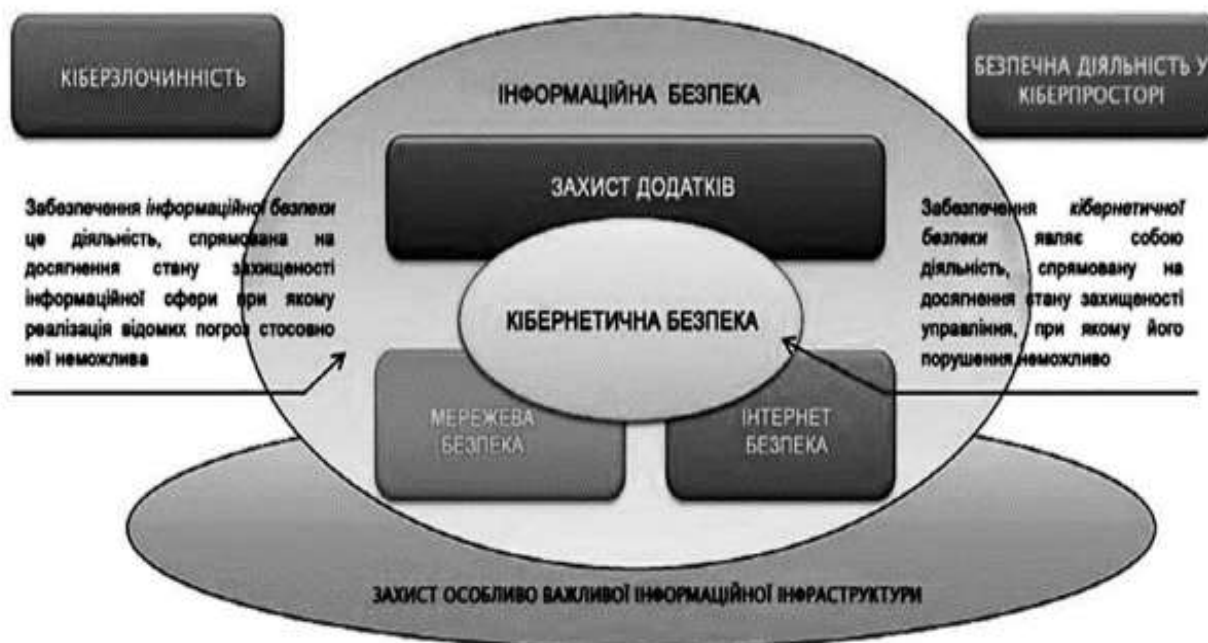 КІБЕРЗЛОЧИННІСТЬ
БЕЗПЕЧНА ДІЯЛЬНІСТЬ У
КІБЕРПРОСТОРІ
ІНФОРМАЦІЙНА БЕЗПЕКА
ЗАХИСТ ДОДАТКІВ
Забезпечення інформаційної безпеки
це діяльність, спрямована на
досягнення стану захищеності
інформаційної сфери при якому
реалізація відомих погроз стосовно
неї неможлива
Забезпечення кібернетичної
безпеки являє собою
діяльність, спрямовану на
досягнення стану захищеності
управління, при якому його
порушення неможливо
КІБЕРНЕТИЧНА БЕЗПЕКА
МЕРЕЖЕВА
БЕЗПЕКА
ІНТЕРНЕТ
БЕЗПЕКА
ЗАХИСТ ОСОБЛИВО ВАЖЛИВОЇ ІНФОРМАЦІЙНОЇ ІНФРАСТРУКТУРИ